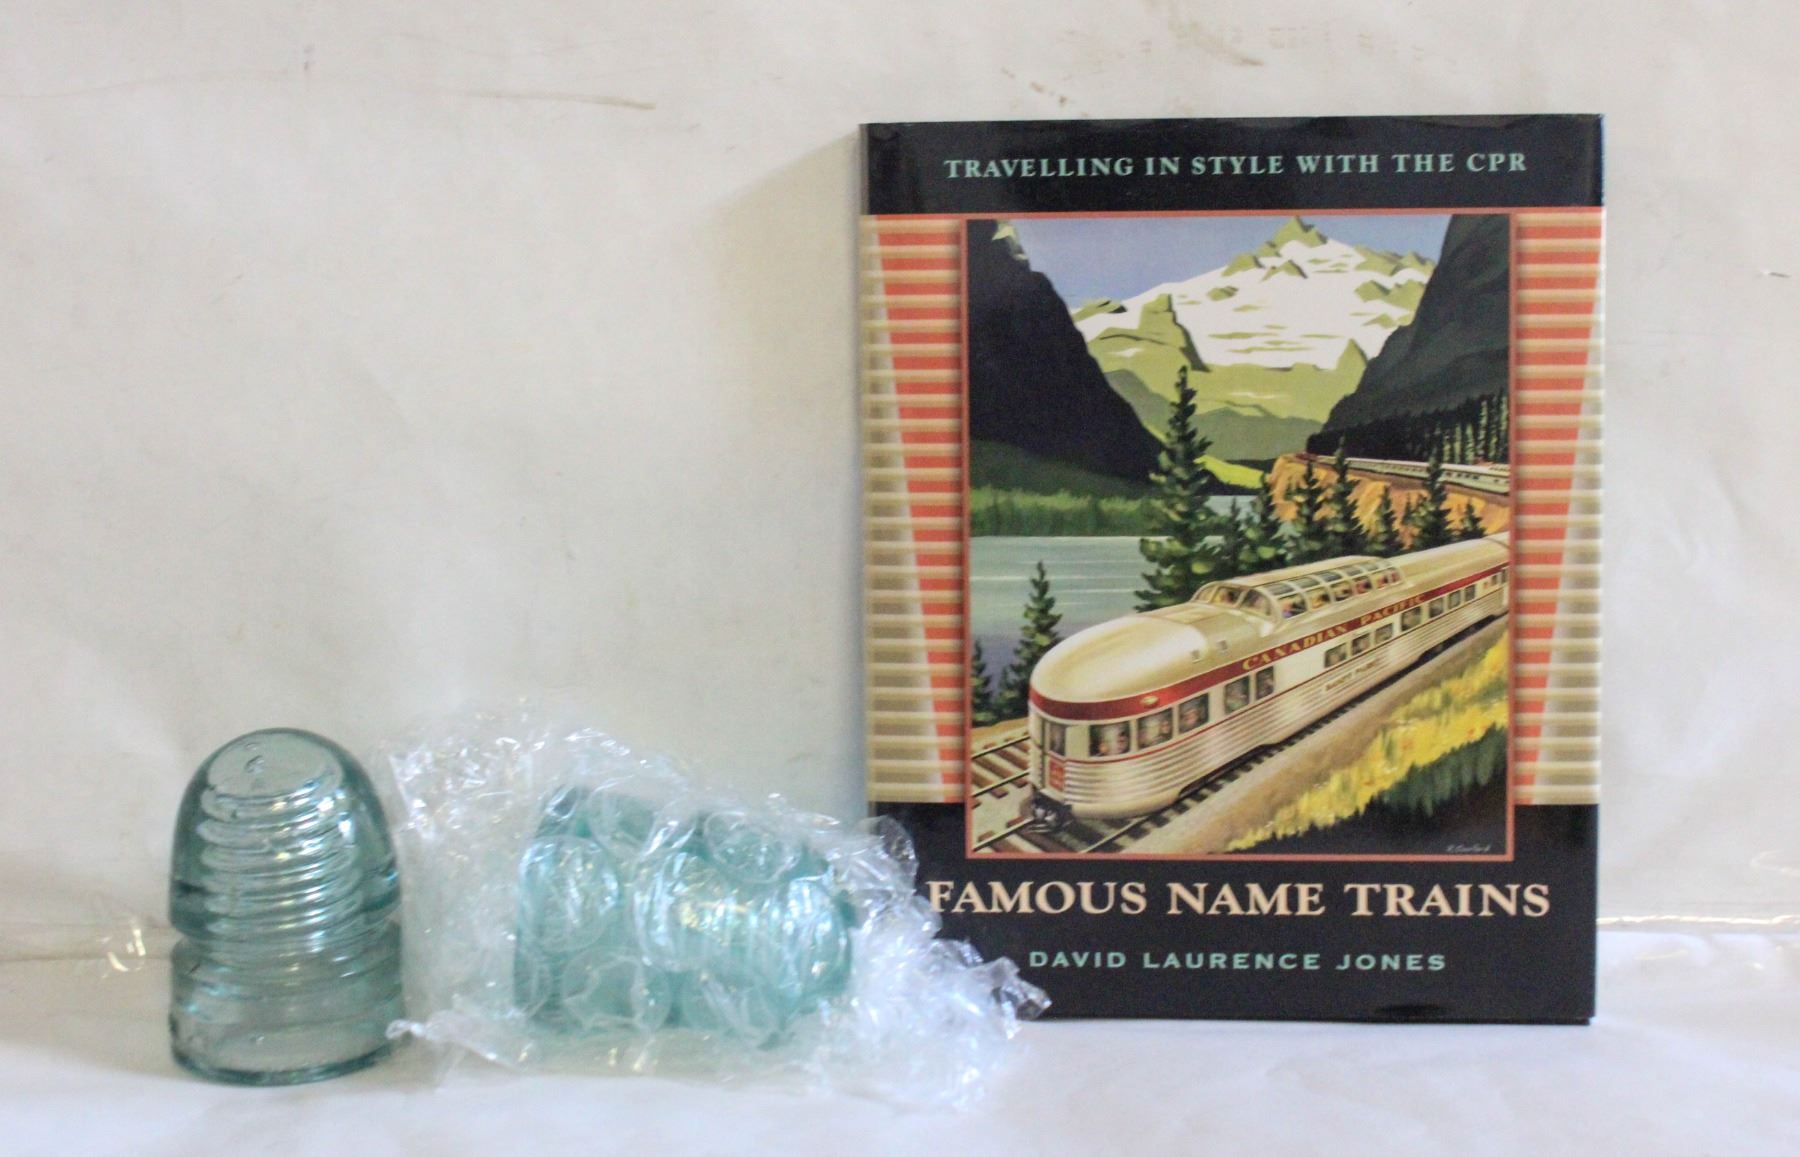 TRAVELLING IN STYLE WITH THE CPR
CANADIAN PACIFIC
FAMOUS NAME TRAINS
DAVID LAURENCE JONES